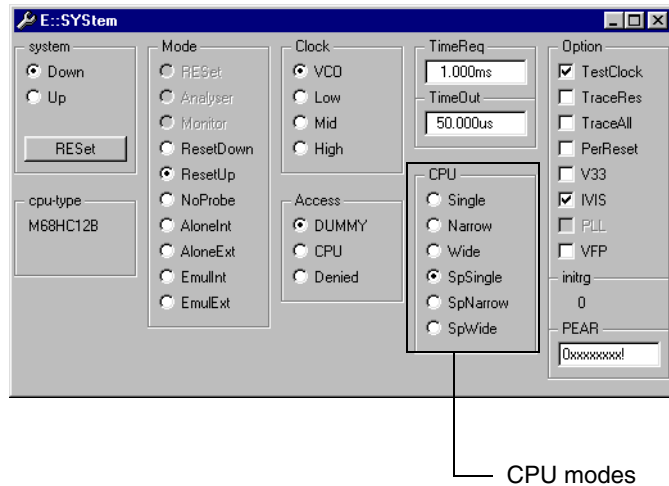 E::SYStem
system
Down
Up
RESet
cpu-type
M68HC12B
Mode
RESet
Analyser
Monitor
ResetDown
ResetUp
NoProbe
AloneInt
AloneExt
EmulInt
EmulExt
Clock
VCO
Low
Mid
High
Access
DUMMY
CPU
Denied
TimeReq
1.000ms
TimeOut
50.000us
CPU
Single
Narrow
Wide
SpSingle
SpNarrow
SpWide
Option
TestClock
TraceRes
TraceAll
PerReset
V33
IVIS
PLL
VFP
initrg
0
PEAR
0xxxxxxxx!
CPU modes